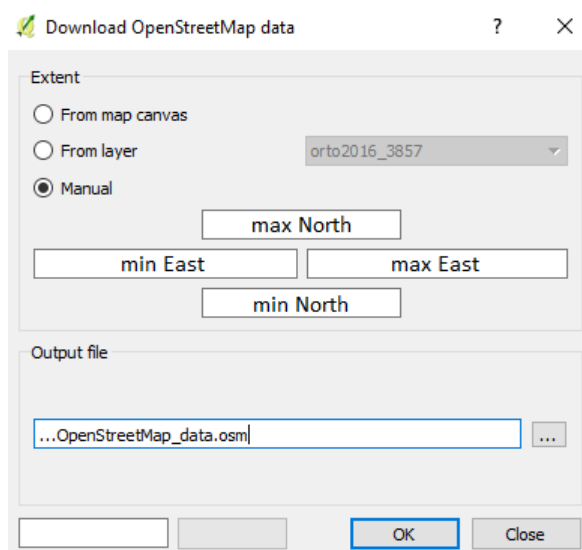 Download OpenStreetMap data ? ×
Extent
From map canvas
From layer orto2016_3857
Manual
max North
min East max East
min North
Output file
...OpenStreetMap_data.osm ...
OK Close